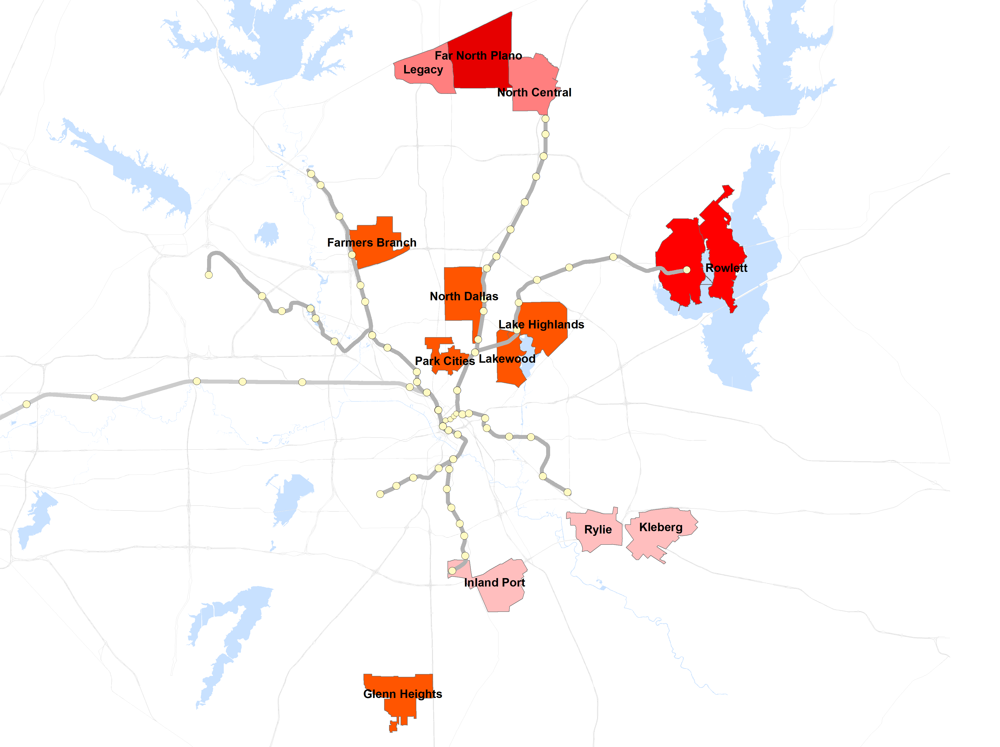 Far North Plano
Legacy
North Central
Farmers Branch
Rowlett
North Dallas
Lake Highlands
Park Cities
Lakewood
Rylie
Kleberg
Inland Port
Glenn Heights